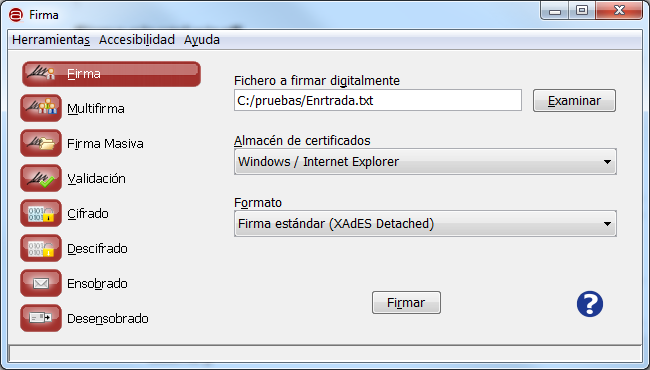 Firma
Herramientas Accesibilidad Ayuda
Firma
Multifirma
Firma Masiva
Validación
Cifrado
Descifrado
Ensobrado
Desensobrado
Fichero a firmar digitalmente
C:/pruebas/Enrtrada.txt
Examinar
Almacén de certificados
Windows / Internet Explorer
Formato
Firma estándar (XAdES Detached)
Firmar
?